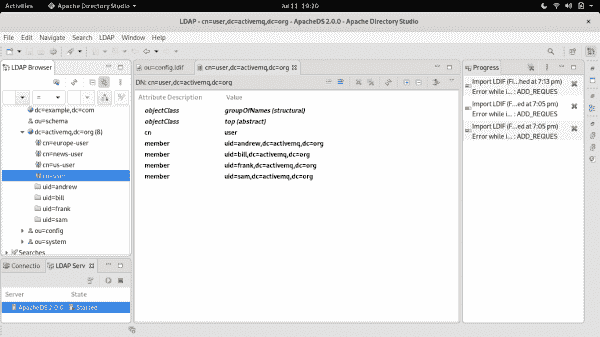 Activities
Apache Directory Studio
Jul 11 19:20
LDAP - cn=user,dc=activemq,dc=org - ApacheDS 2.0.0 - Apache Directory Studio
File Edit Navigate Search LDAP Window Help
LDAP Browser
dc=example,dc=com
ou=schema
dc=activemq,dc=org (8)
cn=europe-user
cn=news-user
cn=us-user
cn=user
uid=andrew
uid=bill
uid=frank
uid=sam
ou=config
ou=system
Searches
Connectio
LDAP Serv
Server State
ApacheDS 2.0.0 Started
ou=config.ldif
cn=user,dc=activemq,dc=org
DN: cn=user,dc=activemq,dc=org
Attribute Description Value
objectClass groupOfNames (structural)
objectClass top (abstract)
cn user
member uid=andrew,dc=activemq,dc=org
member uid=bill,dc=activemq,dc=org
member uid=frank,dc=activemq,dc=org
member uid=sam,dc=activemq,dc=org
Progress
Import LDIF (Fi...ed at 7:13 pm)
Error while i... : ADD_REQUES
Import LDIF (F...ed at 7:05 pm)
Error while i... : ADD_REQUES
Import LDIF (F...ed at 7:05 pm)
Error while i... : ADD_REQUES